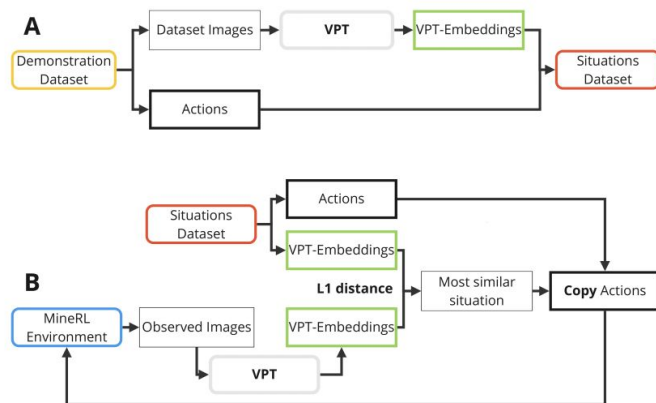 A
Dataset Images
VPT
VPT-Embeddings
Demonstration
Dataset
Situations
Dataset
Actions
Actions
Situations
Dataset
VPT-Embeddings
B
L1 distance
Most similar
situation
Copy Actions
MineRL
Environment
Observed Images
VPT-Embeddings
VPT